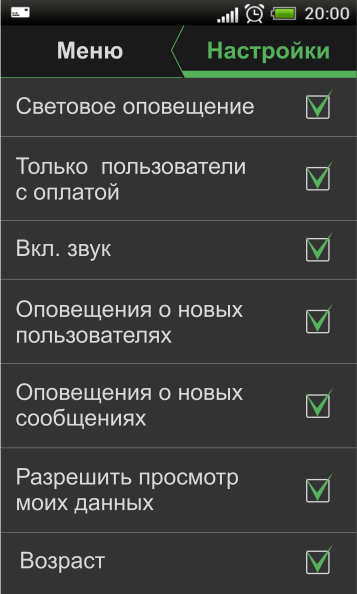 20:00
Меню
Настройки
Световое оповещение
Только пользователи
с оплатой
Вкл. звук
Оповещения о новых
пользователях
Оповещения о новых
сообщениях
Разрешить просмотр
моих данных
Возраст